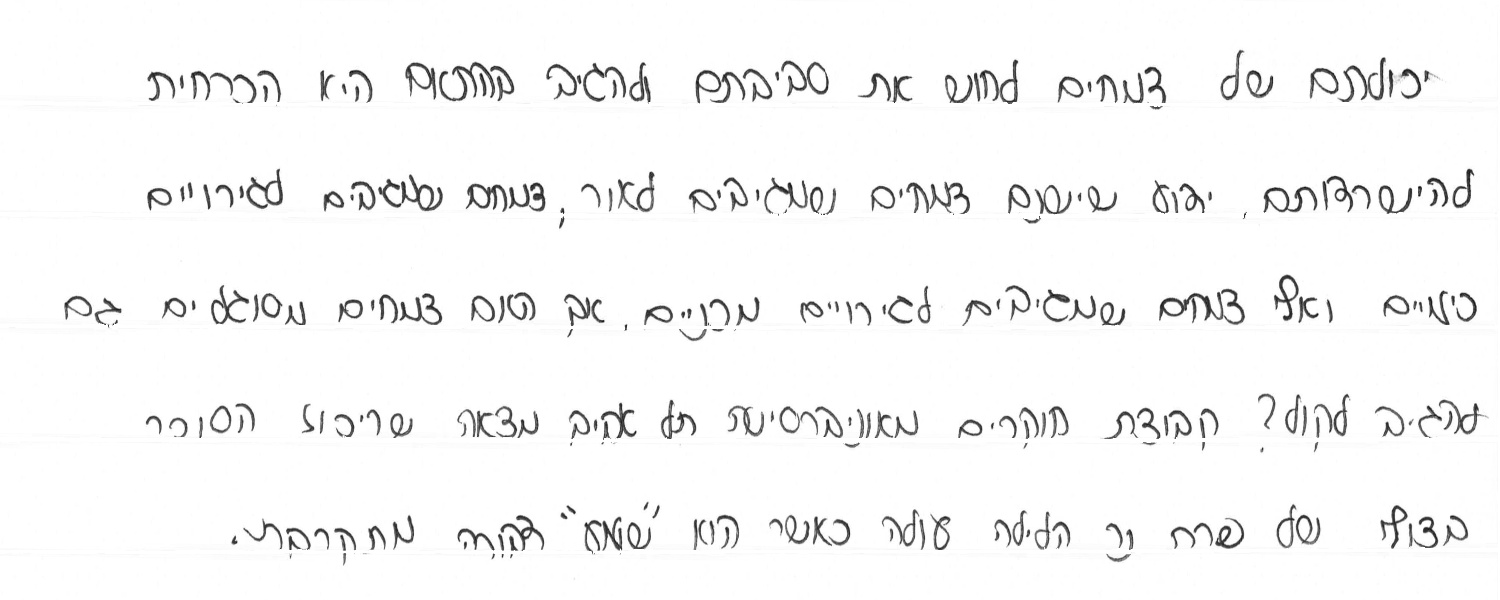 יכולתם של צמחים לחוש את סביבתם ולהגיב בהתאם היא הכרחית
להישרדותם. ידוע שישנם צמחים שמגיבים לאור, צמחים שמגיבים לגירויים
כימיים ואף צמחים שמגיבים לגירויים מכניים. אך האם צמחים מסוגלים גם
להגיב לקול? קבוצת חוקרים מאוניברסיטת תל אביב מצאה שריכוז הסוכר
בצוף של פרח נר הלילה עולה כאשר הוא "שומע" דבורה מתקרבת.